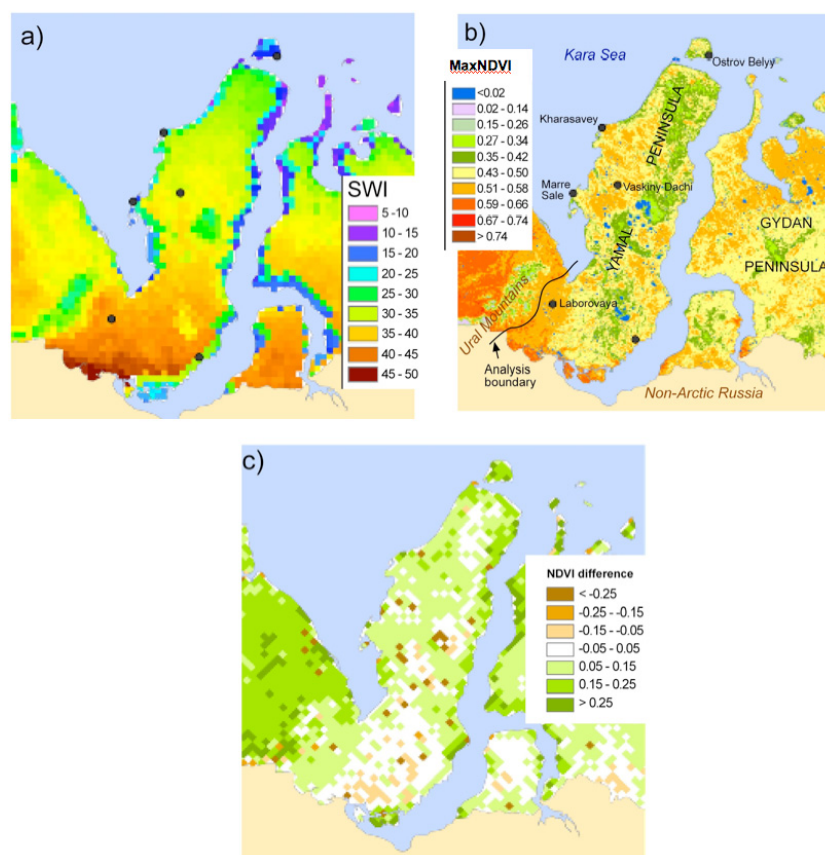 a)
SWI
5 - 10
10 - 15
15 - 20
20 - 25
25 - 30
30 - 35
35 - 40
40 - 45
45 - 50
b)
Kara Sea
MaxNDVI
<0.02
0.02 - 0.14
0.15 - 0.26
0.27 - 0.34
0.35 - 0.42
0.43 - 0.50
0.51 - 0.58
0.59 - 0.66
0.67 - 0.74
> 0.74
Ostrov Belyy
Kharasavey
PENINSULA
Marre
Sale
Vaskiny Dachi
YAMAL
GYDAN
PENINSULA
Laborovaya
Ural Mountains
Analysis
boundary
Non-Arctic Russia
c)
NDVI difference
< -0.25
-0.25 - -0.15
-0.15 - -0.05
-0.05 - 0.05
0.05 - 0.15
0.15 - 0.25
> 0.25